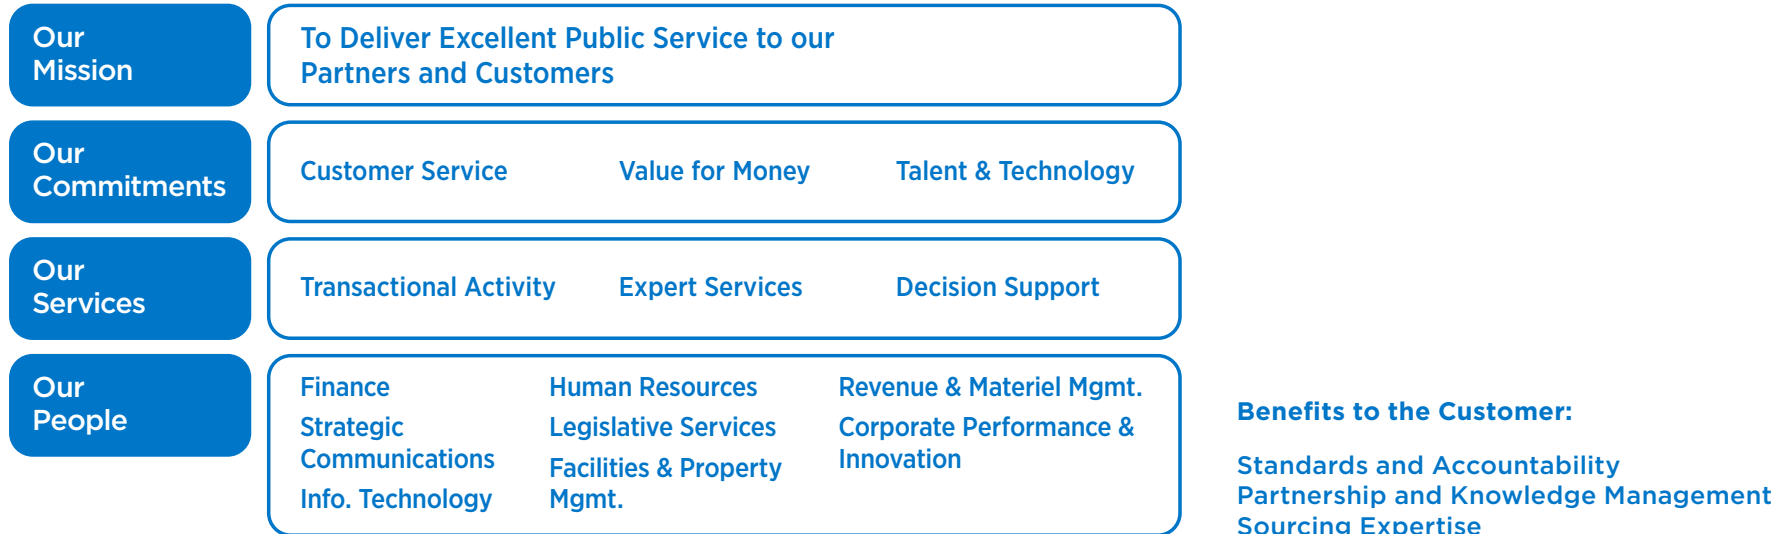 Our
Mission
To Deliver Excellent Public Service to our
Partners and Customers
Our
Commitments
Customer Service
Value for Money
Talent & Technology
Our
Services
Transactional Activity
Expert Services
Decision Support
Our
People
Finance
Strategic
Communications
Info. Technology
Human Resources
Legislative Services
Facilities & Property
Mgmt.
Revenue & Materiel Mgmt.
Corporate Performance &
Innovation
Benefits to the Customer:
Standards and Accountability
Partnership and Knowledge Management
Sourcing Expertise